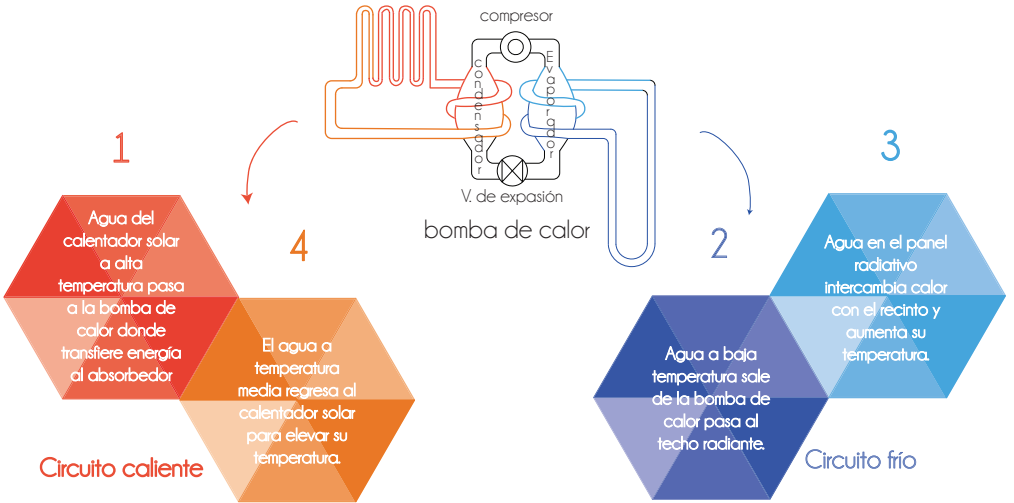 compresor
condensador
Evaporador
V. de expasión
bomba de calor
1
Agua del
calentador solar
a alta
temperatura pasa
a la bomba de
calor donde
transfiere energía
al absorbedor
4
El agua a
temperatura
media regresa al
calentador solar
para elevar su
temperatura.
Circuito caliente
2
Agua a baja
temperatura sale
de la bomba de
calor pasa al
techo radiante.
3
Agua en el panel
radiativo
intercambia calor
con el recinto y
aumenta su
temperatura.
Circuito frío